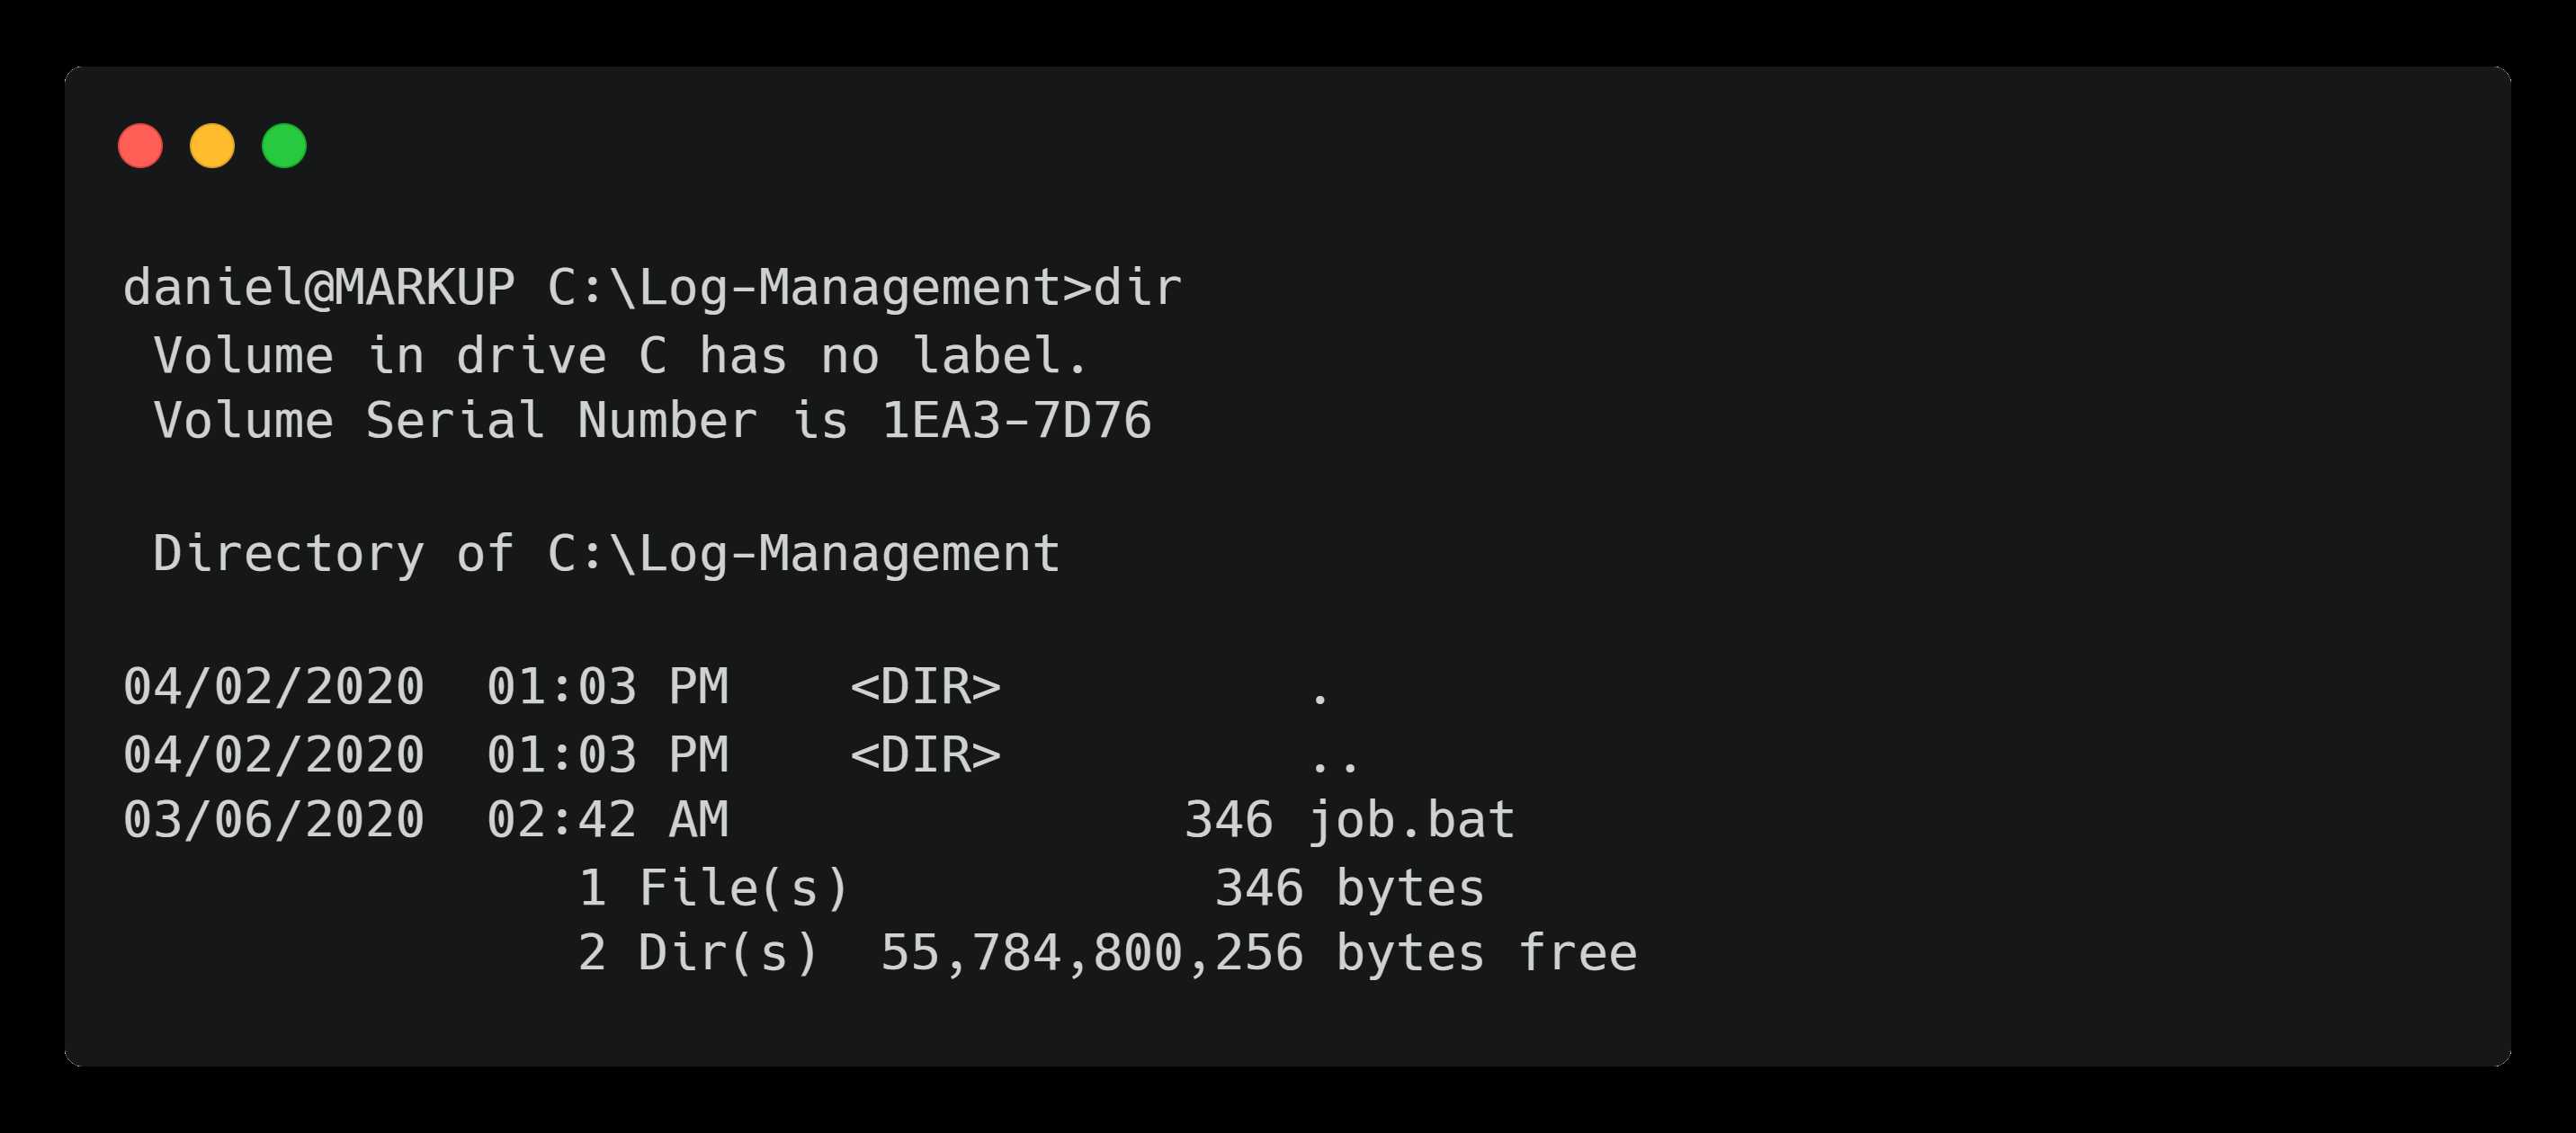 daniel@MARKUP C:\Log-Management>dir
 Volume in drive C has no label.
 Volume Serial Number is 1EA3-7D76

 Directory of C:\Log-Management

04/02/2020  01:03 PM    <DIR>          .
04/02/2020  01:03 PM    <DIR>          ..
03/06/2020  02:42 AM               346 job.bat
               1 File(s)            346 bytes
               2 Dir(s)  55,784,800,256 bytes free